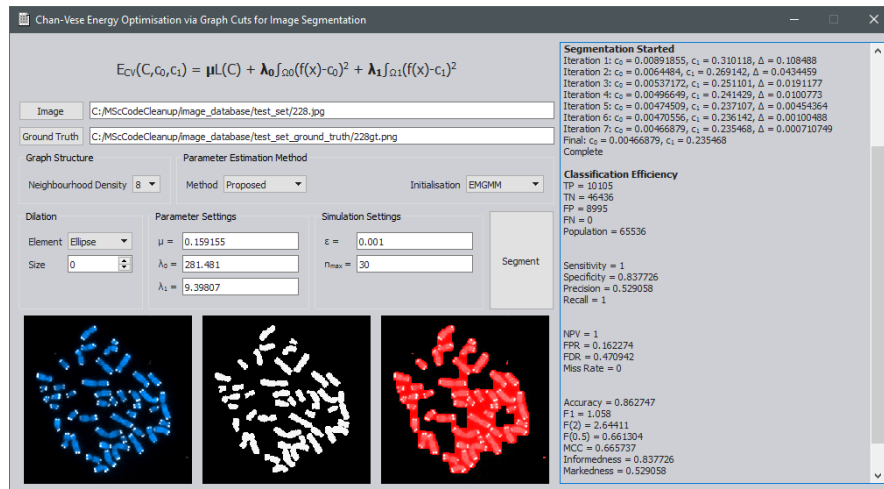 Chan-Vese Energy Optimisation via Graph Cuts for Image Segmentation
E_CV(C,c₀,c₁) = μL(C) + λ₀∫_Ω0(f(x)-c₀)² + λ₁∫_Ω1(f(x)-c₁)²
Image C:/MScCodeCleanup/image_database/test_set/228.jpg
Ground Truth C:/MScCodeCleanup/image_database/test_set_ground_truth/228gt.png
Graph Structure
Neighbourhood Density 8
Parameter Estimation Method
Method Proposed Initialisation EMGMM
Dilation
Element Ellipse
Size 0
Parameter Settings
μ = 0.159155
λ₀ = 281.481
λ₁ = 9.39807
Simulation Settings
ε = 0.001
n_max = 30
Segment
Segmentation Started
Iteration 1: c₀ = 0.00891855, c₁ = 0.310118, Δ = 0.108488
Iteration 2: c₀ = 0.0064484, c₁ = 0.269142, Δ = 0.0434459
Iteration 3: c₀ = 0.00537172, c₁ = 0.251101, Δ = 0.0191177
Iteration 4: c₀ = 0.00496649, c₁ = 0.241429, Δ = 0.0100773
Iteration 5: c₀ = 0.00474509, c₁ = 0.237107, Δ = 0.00454364
Iteration 6: c₀ = 0.00470556, c₁ = 0.236142, Δ = 0.00100488
Iteration 7: c₀ = 0.00466879, c₁ = 0.235468, Δ = 0.000710749
Final: c₀ = 0.00466879, c₁ = 0.235468
Complete
Classification Efficiency
TP = 10105
TN = 46436
FP = 8995
FN = 0
Population = 65536
Sensitivity = 1
Specificity = 0.837726
Precision = 0.529058
Recall = 1
NPV = 1
FPR = 0.162274
FDR = 0.470942
Miss Rate = 0
Accuracy = 0.862747
F1 = 1.058
F(2) = 2.64411
F(0.5) = 0.661304
MCC = 0.665737
Informedness = 0.837726
Markedness = 0.529058